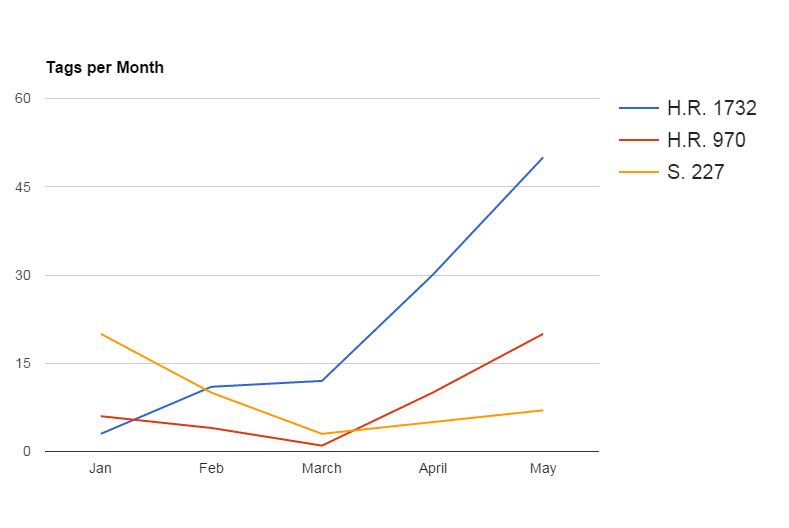 Tags per Month
60
45
30
15
0
Jan Feb March April May
H.R. 1732
H.R. 970
S. 227